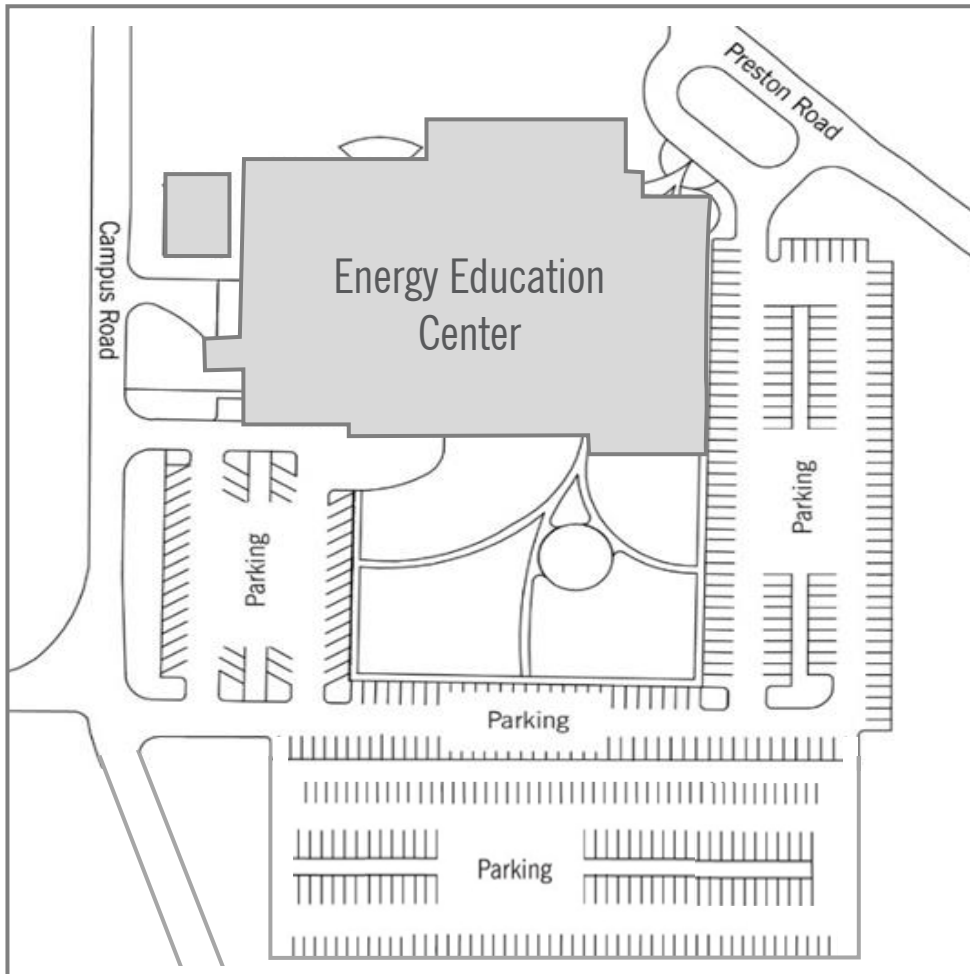 Preston Road
Campus Road
Energy Education
Center
Parking
Parking
Parking
Parking